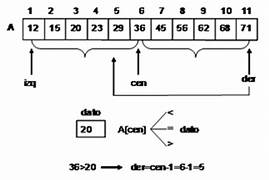 1 2 3 4 5 6 7 8 9 10 11
A 12 15 20 23 29 36 45 56 62 68 71
izq cen der
dato
<
20 A[cen] = dato
>
36>20 der=cen-1=6-1=5